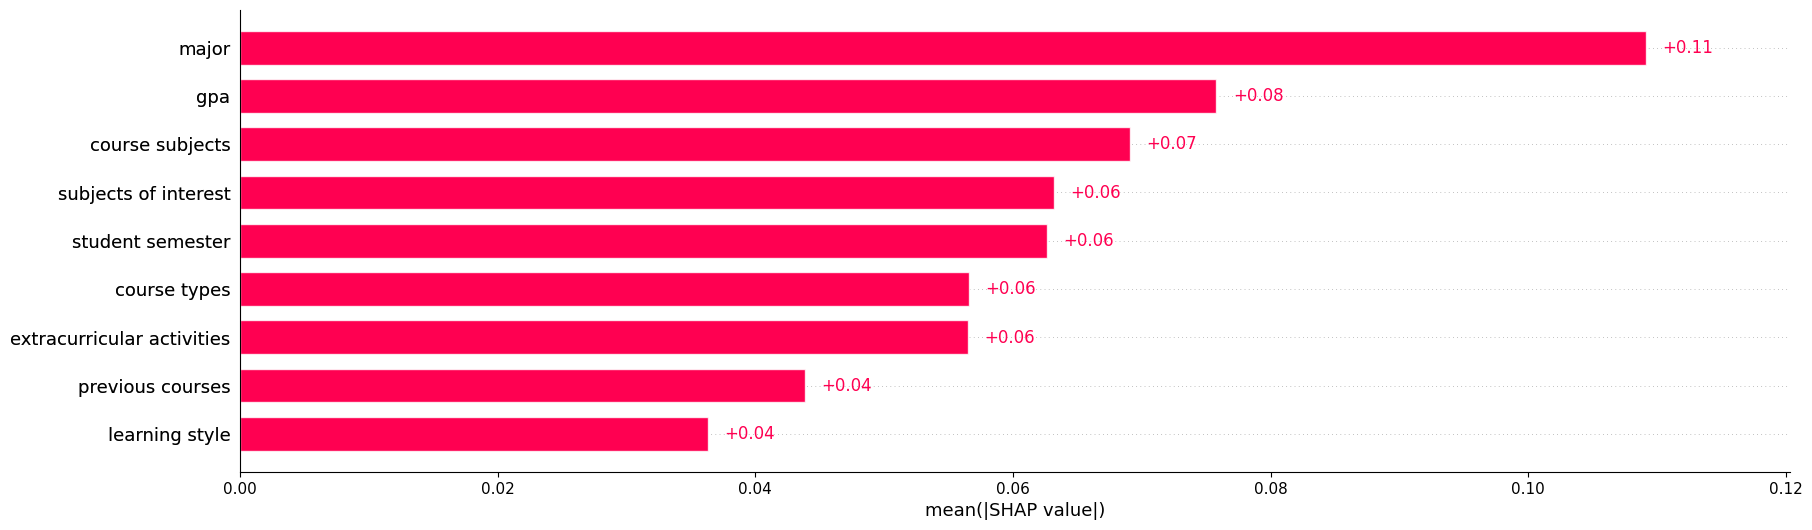 major +0.11
gpa +0.08
course subjects +0.07
subjects of interest +0.06
student semester +0.06
course types +0.06
extracurricular activities +0.06
previous courses +0.04
learning style +0.04
0.00 0.02 0.04 0.06 0.08 0.10 0.12
mean(|SHAP value|)